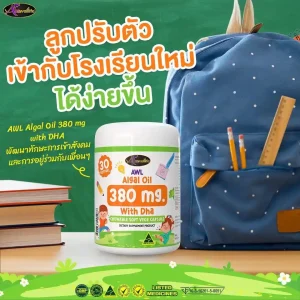 ลูกปรับตัว
เข้ากับโรงเรียนใหม่
ได้ง่ายขึ้น
AWL Algal Oil 380 mg
with DHA
พัฒนาทักษะการเข้าสังคม
และการอยู่ร่วมกับเพื่อนๆ
30
AWL
Algal Oil
380 mg.
With Dha